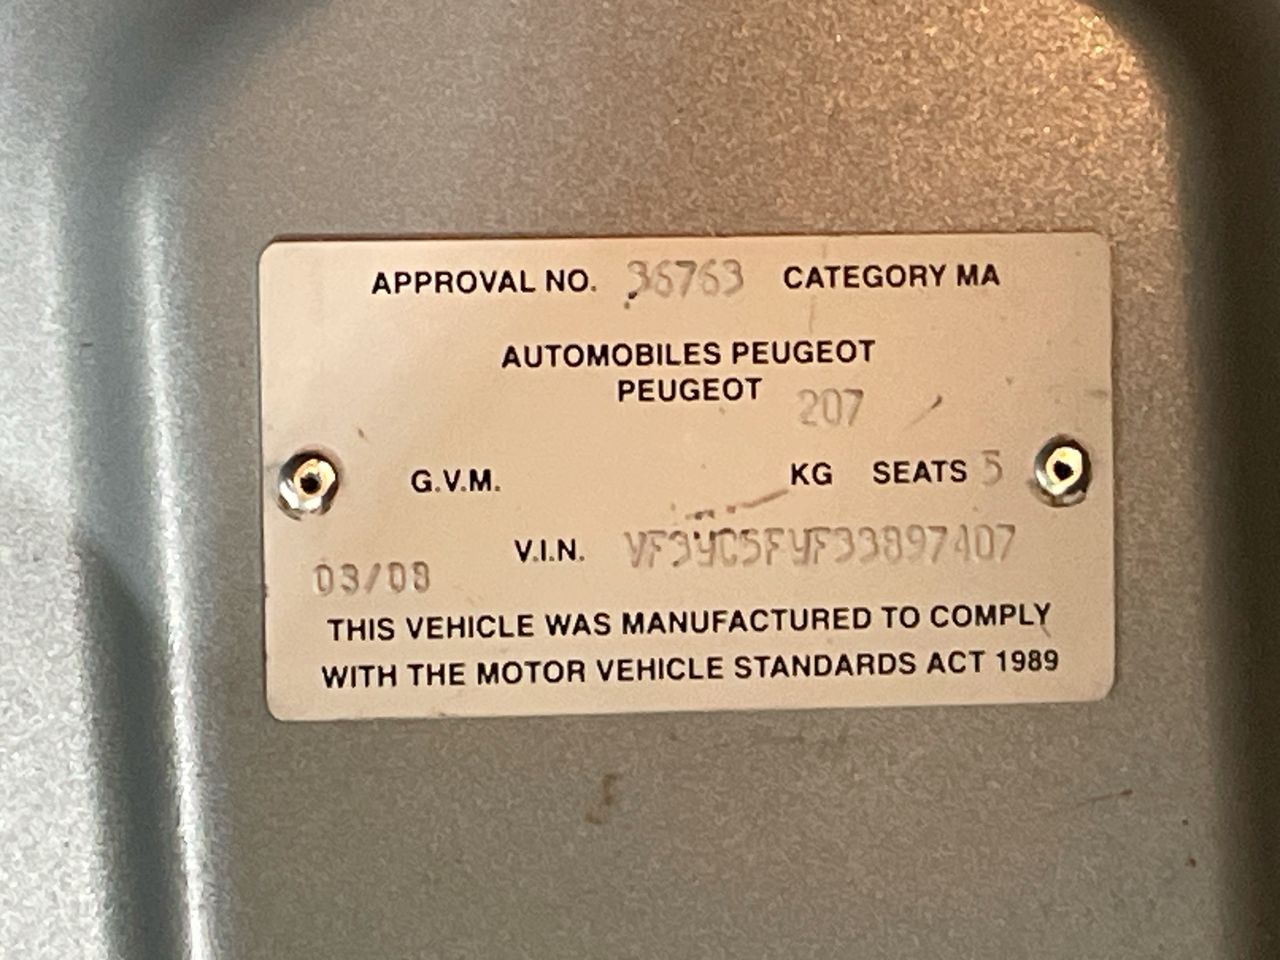 APPROVAL NO. 36763 CATEGORY MA
AUTOMOBILES PEUGEOT
PEUGEOT 207
G.V.M. KG SEATS 5
V.I.N.
03/08
THIS VEHICLE WAS MANUFACTURED TO COMPLY
WITH THE MOTOR VEHICLE STANDARDS ACT 1989